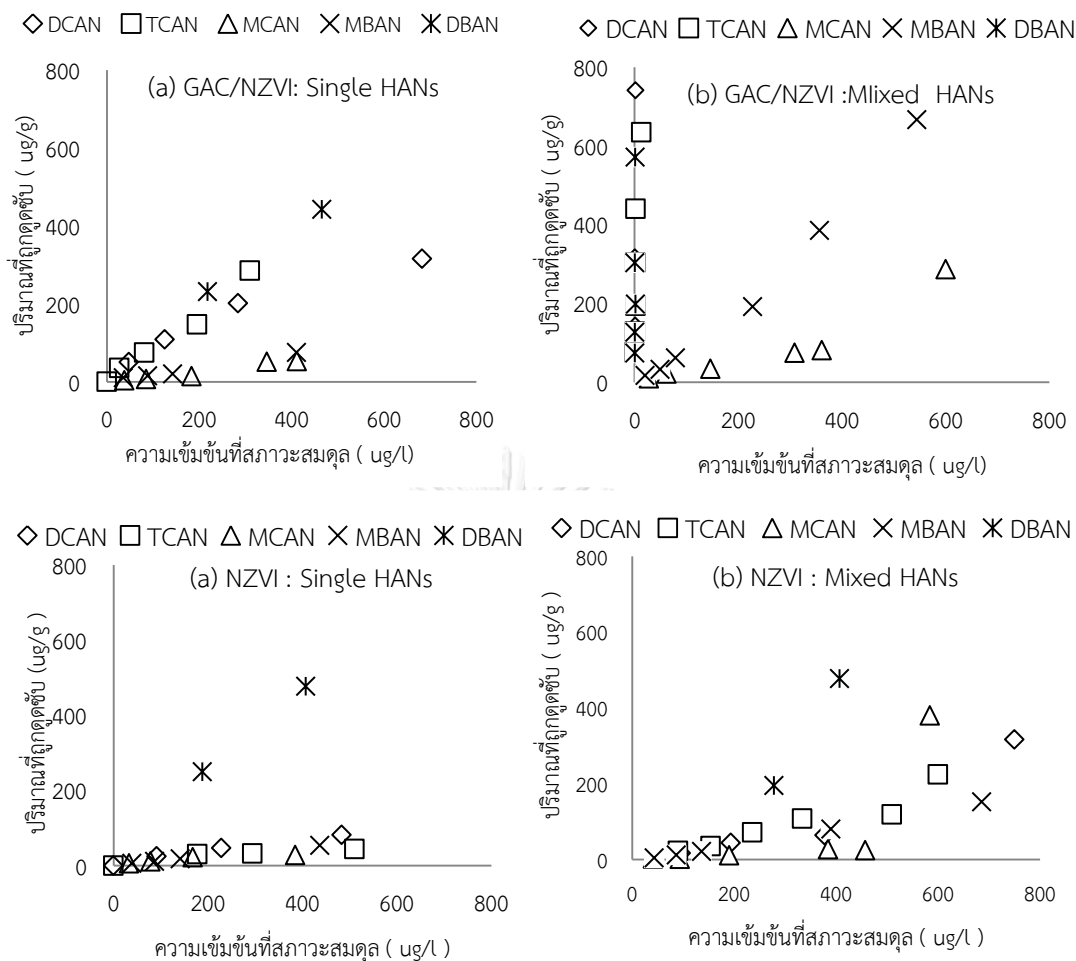 DCAN TCAN MCAN MBAN DBAN
(a) GAC/NZVI: Single HANs
ปริมาณที่ถูกดูดซับ ( ug/g)
800
600
400
200
0
0 200 400 600 800
ความเข้มข้นที่สภาวะสมดุล ( ug/l)
DCAN TCAN MCAN MBAN DBAN
(b) GAC/NZVI :MIixed HANs
ปริมาณที่ถูกดูดซับ ( ug/g)
800
600
400
200
0
0 200 400 600 800
ความเข้มข้นที่สภาวะสมดุล ( ug/l)
DCAN TCAN MCAN MBAN DBAN
(a) NZVI : Single HANs
ปริมาณที่ถูกดูดซับ (ug/g )
800
600
400
200
0
0 200 400 600 800
ความเข้มข้นที่สภาวะสมดุล ( ug/l )
DCAN TCAN MCAN MBAN DBAN
(b) NZVI : Mixed HANs
ปริมาณที่ถูกดูดซับ ( ug/g )
800
600
400
200
0
0 200 400 600 800
ความเข้มข้นที่สภาวะสมดุล ( ug/l )